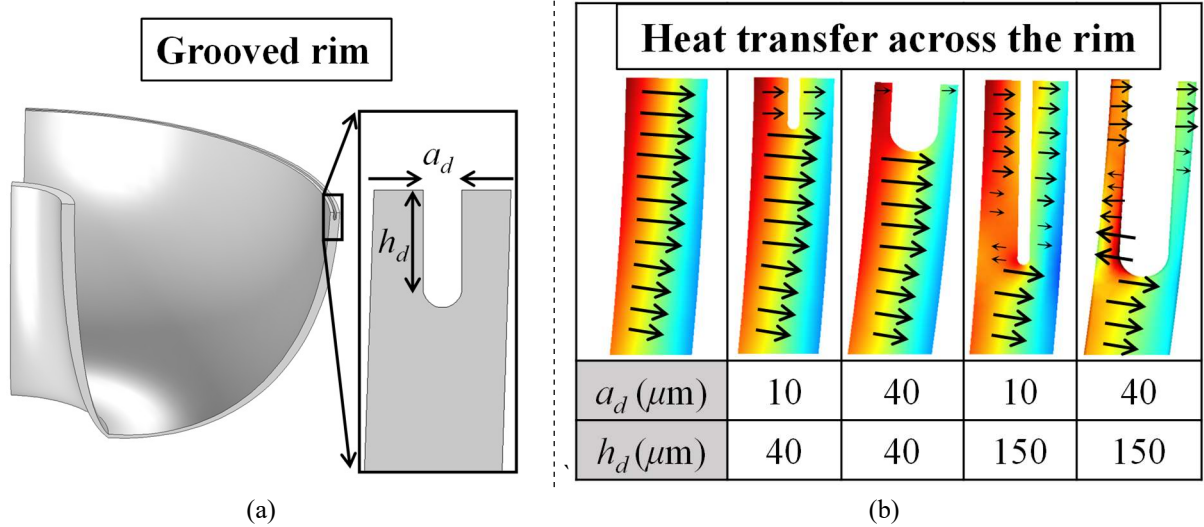 Grooved rim
a_d
h_d
(a)
Heat transfer across the rim
a_d (μm) 10 40 10 40
h_d (μm) 40 40 150 150
(b)